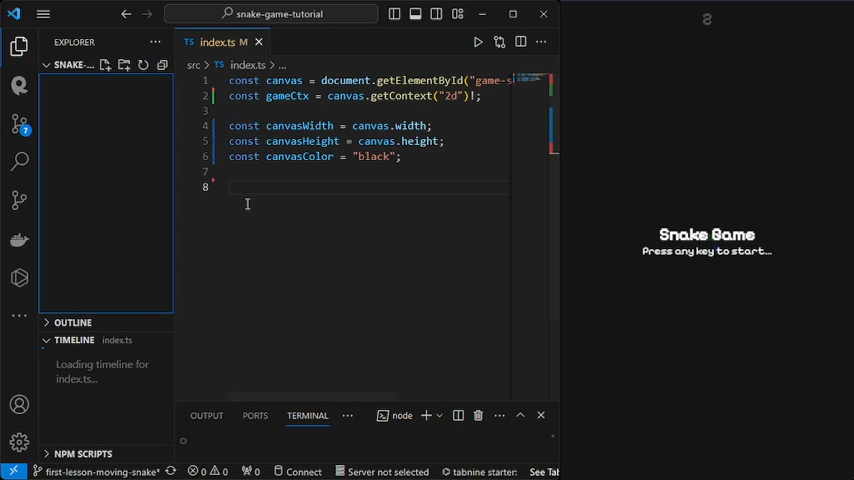 snake-game-tutorial
EXPLORER
SNAKE-...
index.ts M
src > index.ts > ...
1 const canvas = document.getElementById("game-s
2 const gameCtx = canvas.getContext("2d")!;
3
4 const canvasWidth = canvas.width;
5 const canvasHeight = canvas.height;
6 const canvasColor = "black";
7
8
7
OUTLINE
TIMELINE index.ts
Loading timeline for
index.ts...
NPM SCRIPTS
OUTPUT PORTS TERMINAL
node
first-lesson-moving-snake* 0 0 0 Connect Server not selected tabnine starter: See Tab
S
Snake Game
Press any key to start...